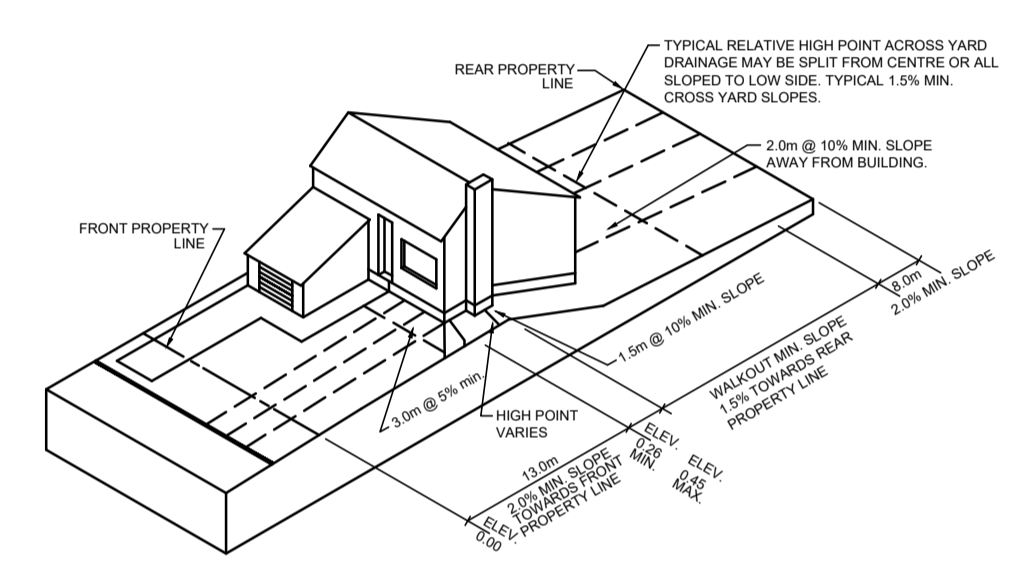 TYPICAL RELATIVE HIGH POINT ACROSS YARD
DRAINAGE MAY BE SPLIT FROM CENTRE OR ALL
SLOPED TO LOW SIDE. TYPICAL 1.5% MIN.
CROSS YARD SLOPES.
REAR PROPERTY
LINE
2.0m @ 10% MIN. SLOPE
AWAY FROM BUILDING.
FRONT PROPERTY
LINE
8.0m
2.0% MIN. SLOPE
1.5m @ 10% MIN. SLOPE
WALKOUT MIN. SLOPE
1.5% TOWARDS REAR
PROPERTY LINE
3.0m @ 5% min.
HIGH POINT
VARIES
ELEV.
0.26
MIN.
ELEV.
0.45
MAX.
13.0m
2.0% MIN. SLOPE
TOWARDS FRONT
PROPERTY LINE
ELEV.
0.00